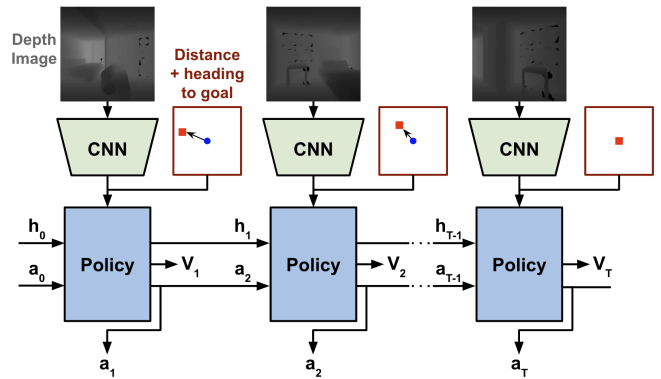 Depth
Image
Distance
+ heading
to goal
CNN
CNN
CNN
h0
h1
hT-1
Policy
V1
Policy
V2
Policy
VT
a0
a2
aT-1
a1
a2
aT